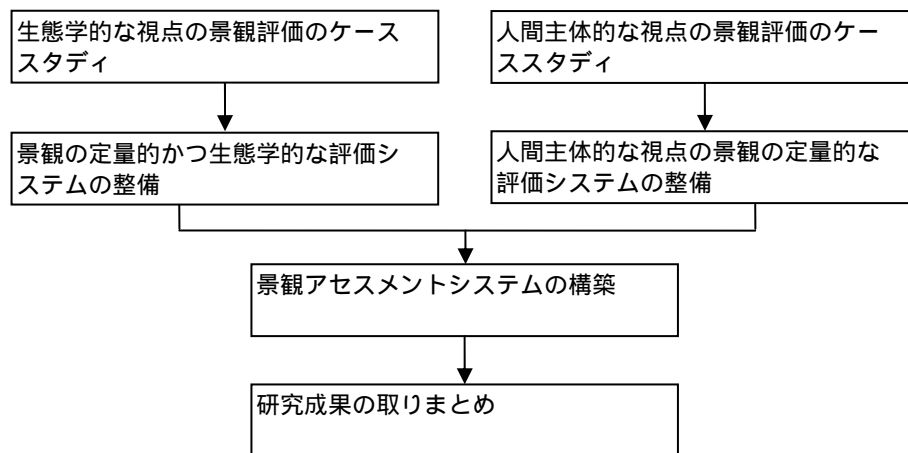 生態学的な視点の景観評価のケース
スタディ
人間主体的な視点の景観評価のケー
ススタディ
景観の定量的かつ生態学的な評価シ
ステムの整備
人間主体的な視点の景観の定量的な
評価システムの整備
景観アセスメントシステムの構築
研究成果の取りまとめ